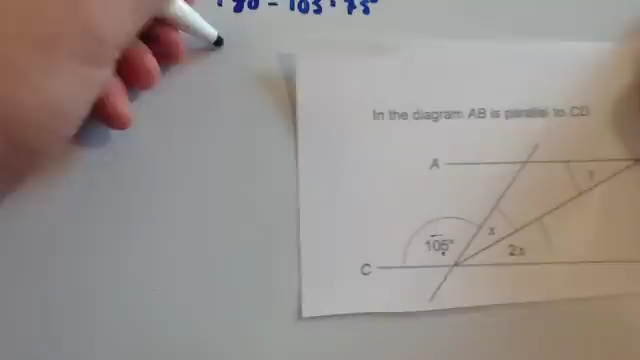 180 - 105 = 75°
In the diagram AB is parallel to CD
A
y
x
105°
2x
C